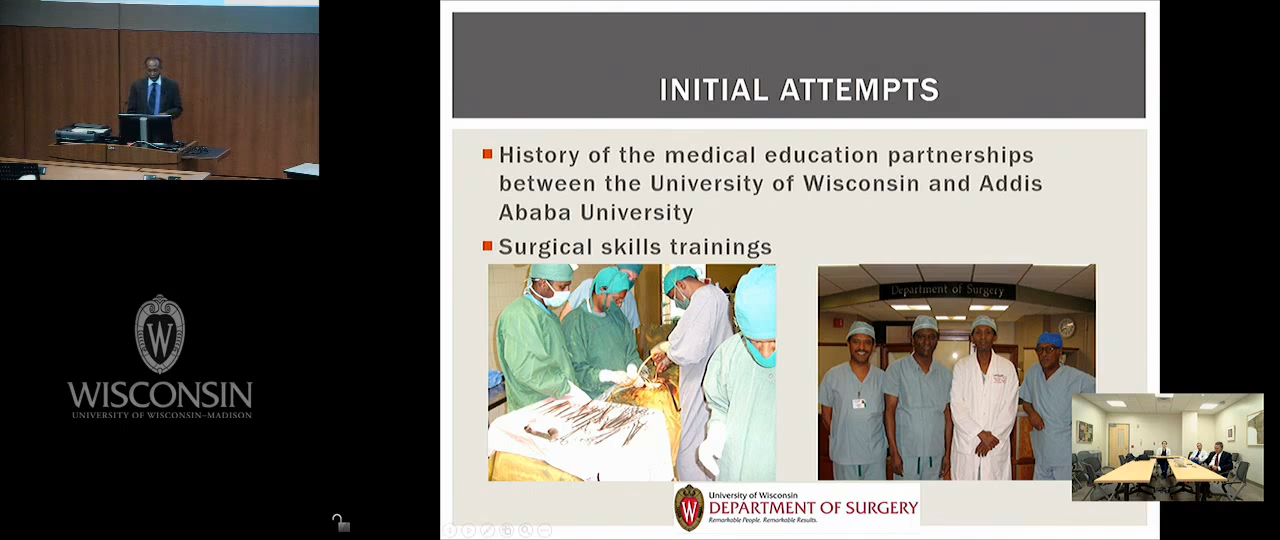 INITIAL ATTEMPTS
History of the medical education partnerships
between the University of Wisconsin and Addis
Ababa University
Surgical skills trainings
Department of Surgery
University of Wisconsin
DEPARTMENT OF SURGERY
Remarkable People. Remarkable Results.
W
WISCONSIN
UNIVERSITY OF WISCONSIN–MADISON